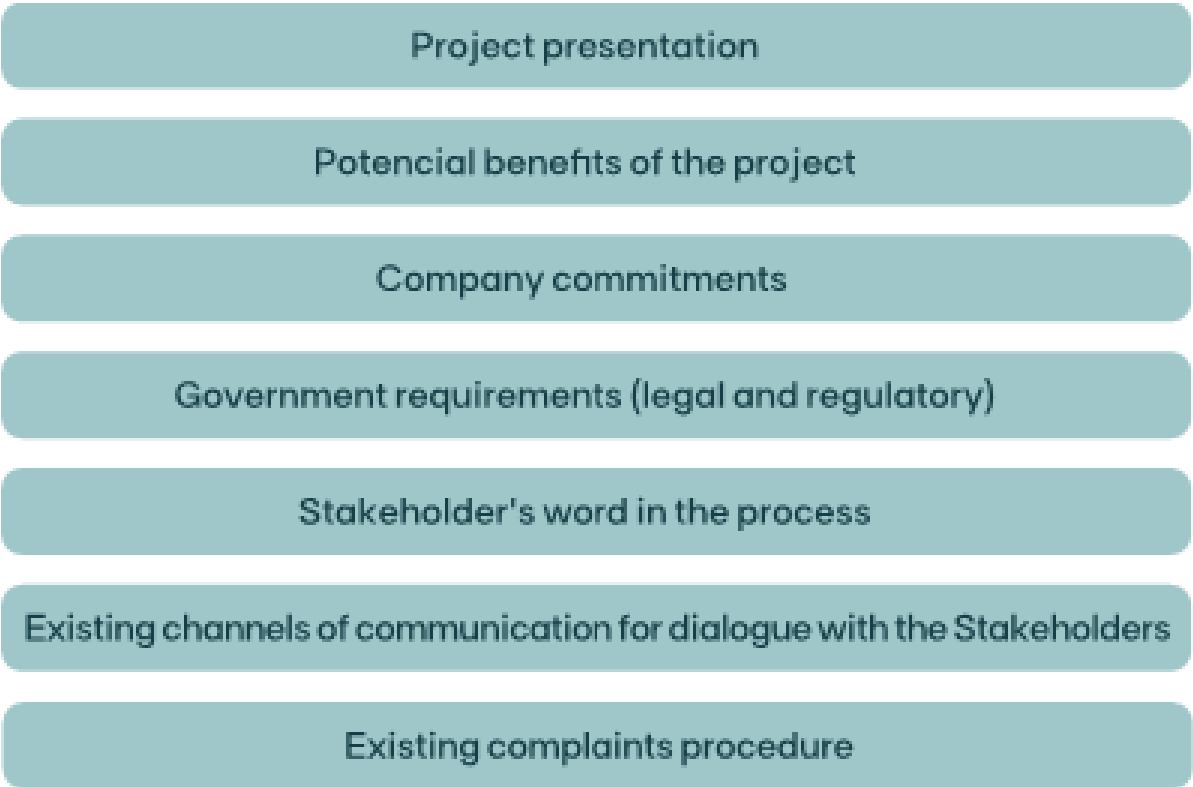 Project presentation
Potencial benefits of the project
Company commitments
Government requirements (legal and regulatory)
Stakeholder's word in the process
Existing channels of communication for dialogue with the Stakeholders
Existing complaints procedure